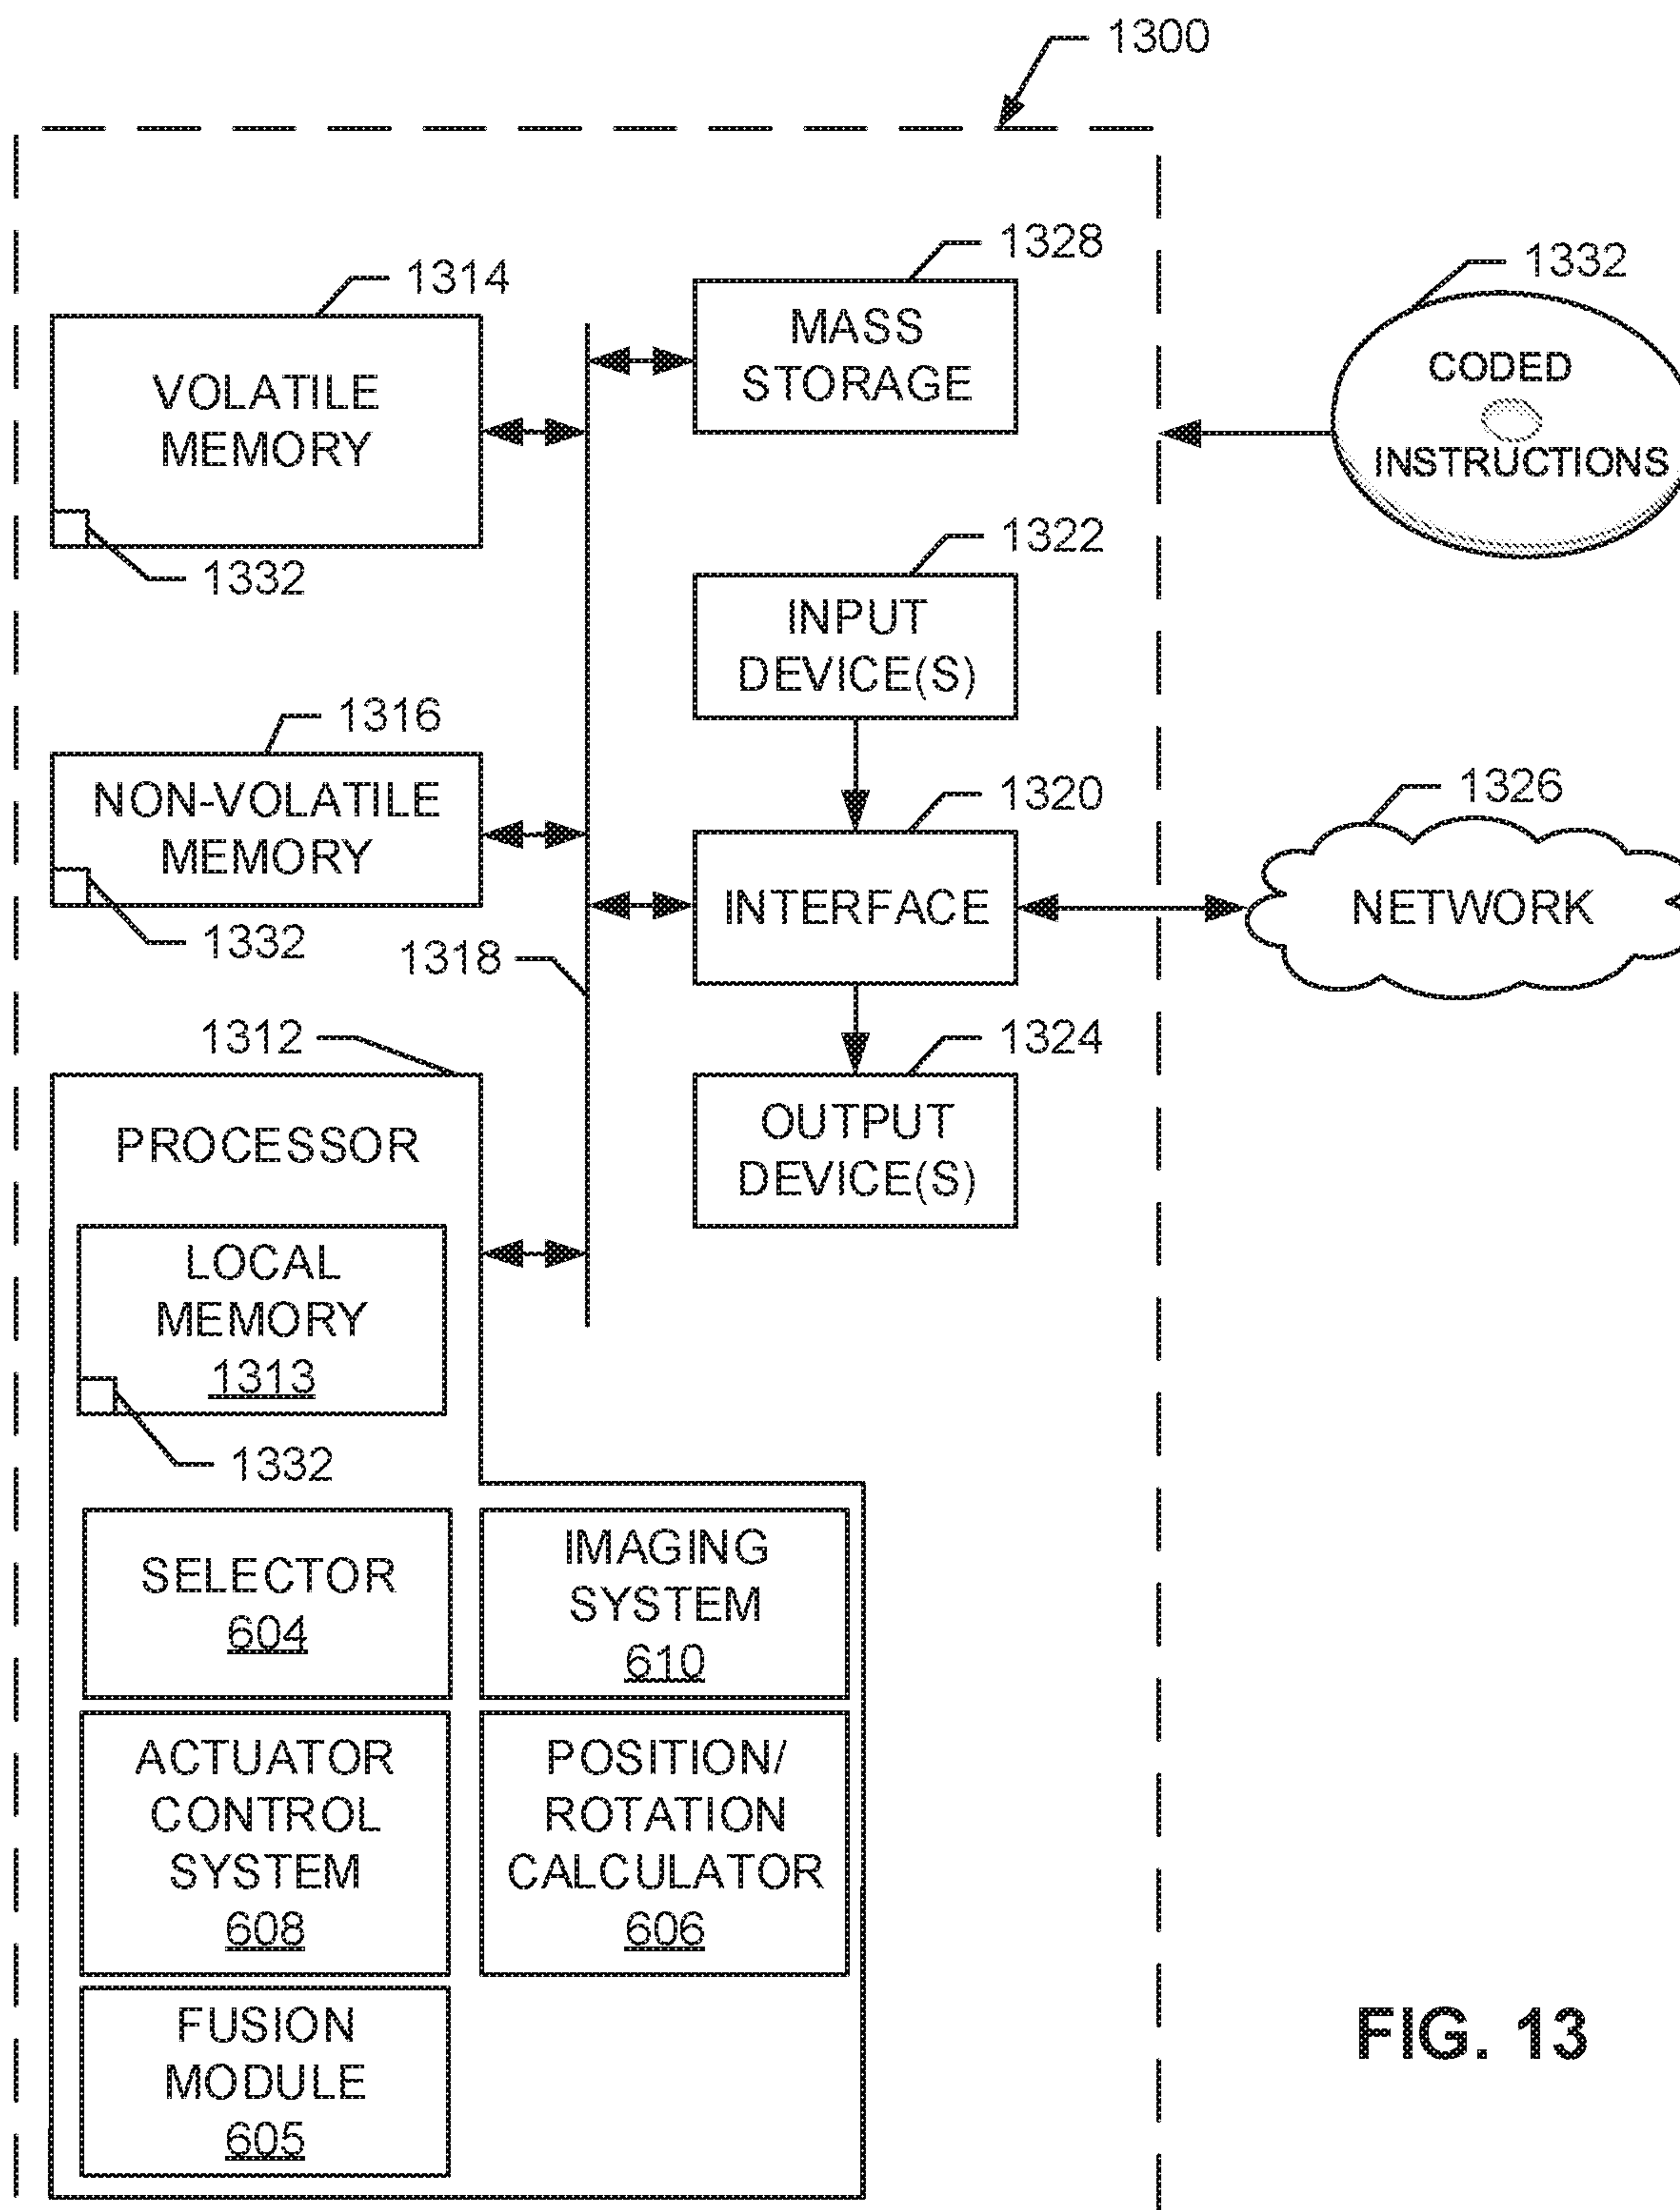 1300
1314
VOLATILE
MEMORY
1332
1328
MASS
STORAGE
1332
CODED
INSTRUCTIONS
1322
INPUT
DEVICE(S)
1316
NON-VOLATILE
MEMORY
1332
1318
1320
INTERFACE
1326
NETWORK
1324
OUTPUT
DEVICE(S)
1312
PROCESSOR
LOCAL
MEMORY
1313
1332
SELECTOR
604
IMAGING
SYSTEM
610
ACTUATOR
CONTROL
SYSTEM
608
POSITION/
ROTATION
CALCULATOR
606
FUSION
MODULE
605
FIG. 13